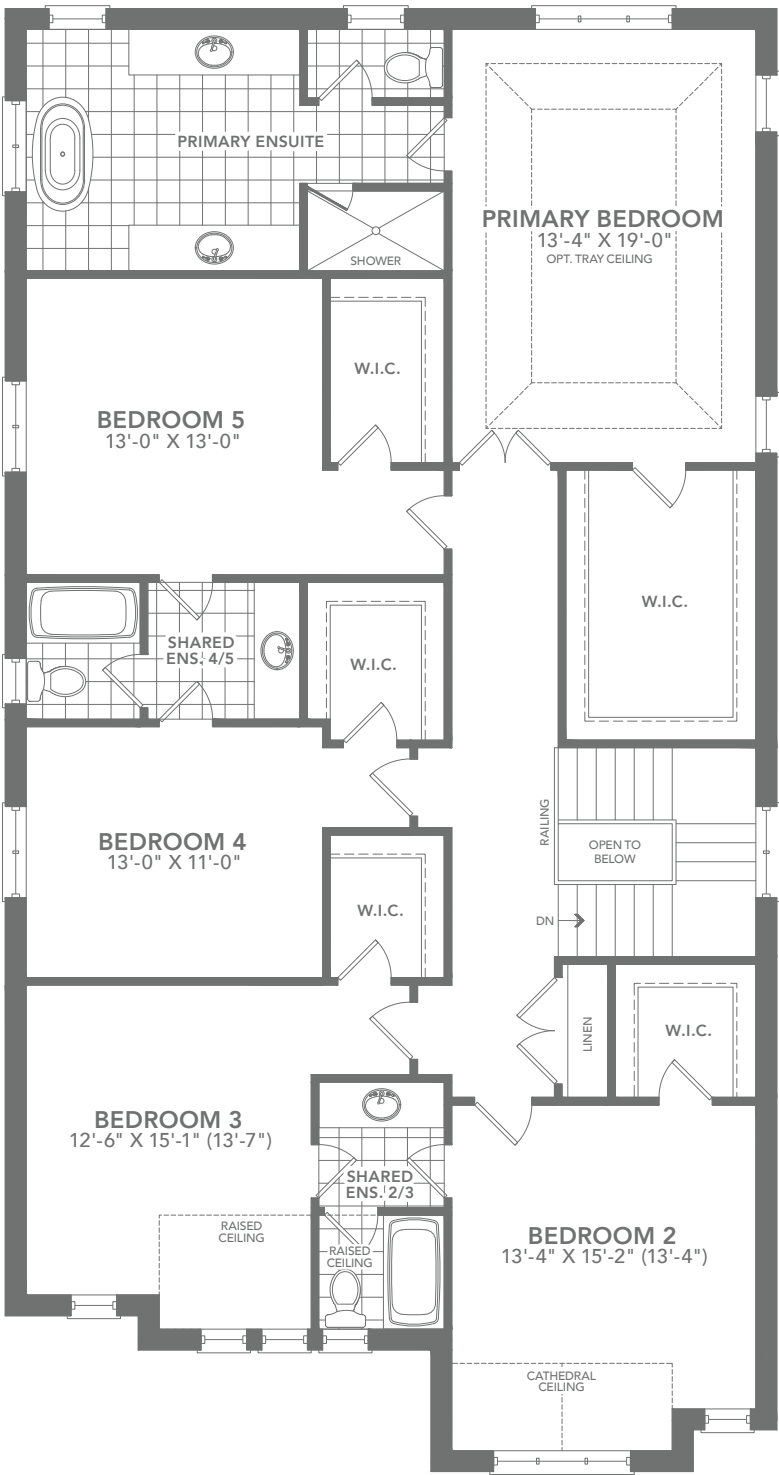 PRIMARY ENSUITE
PRIMARY BEDROOM
13'-4" X 19'-0"
OPT. TRAY CEILING
SHOWER
W.I.C.
BEDROOM 5
13'-0" X 13'-0"
W.I.C.
SHARED
ENS. 4/5
W.I.C.
BEDROOM 4
13'-0" X 11'-0"
RAILING
OPEN TO
BELOW
W.I.C.
DN
LINEN
W.I.C.
BEDROOM 3
12'-6" X 15'-1" (13'-7")
SHARED
ENS. 2/3
RAISED
CEILING
RAISED
CEILING
BEDROOM 2
13'-4" X 15'-2" (13'-4")
CATHEDRAL
CEILING